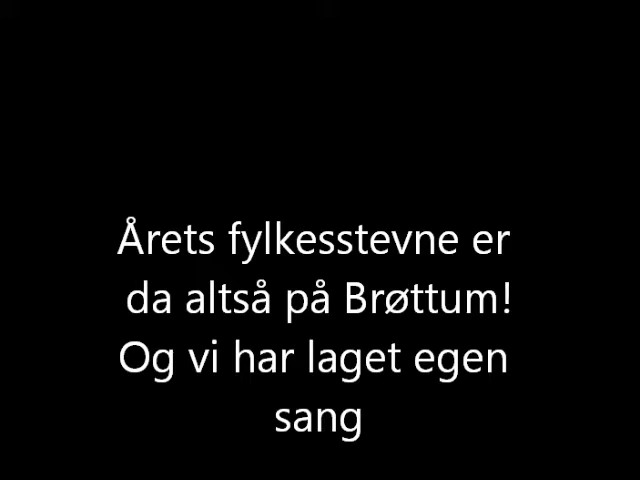 Årets fylkesstevne er
da altså på Brøttum!
Og vi har laget egen
sang